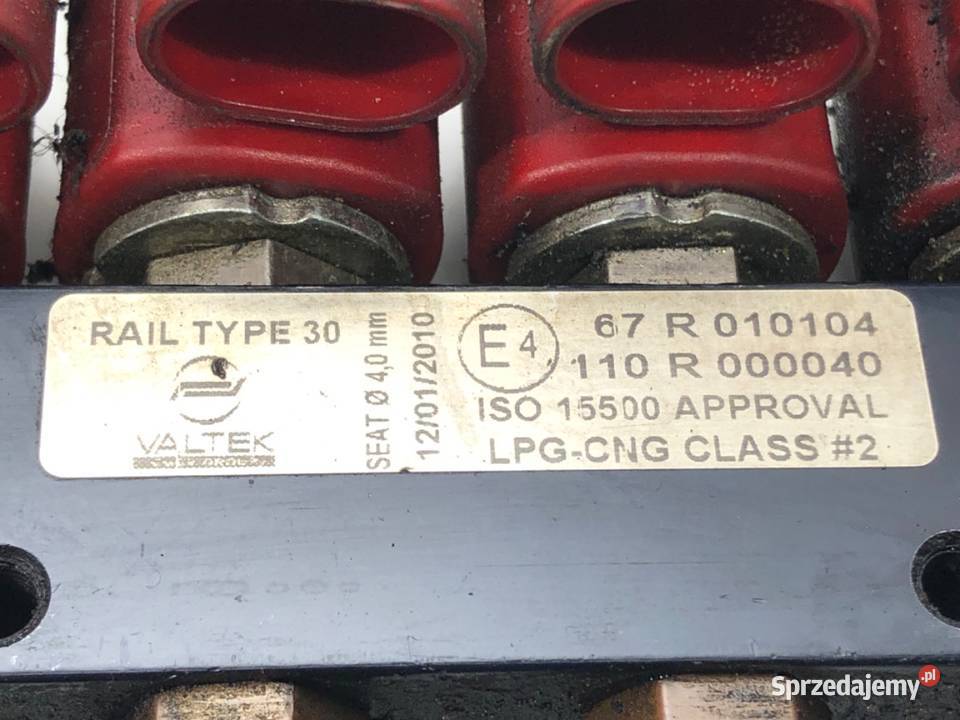 RAIL TYPE 30
VALTEK
SEAT Ø 4,0 mm
12/01/2010
E4
67 R 010104
110 R 000040
ISO 15500 APPROVAL
LPG-CNG CLASS #2
Sprzedajemy.pl